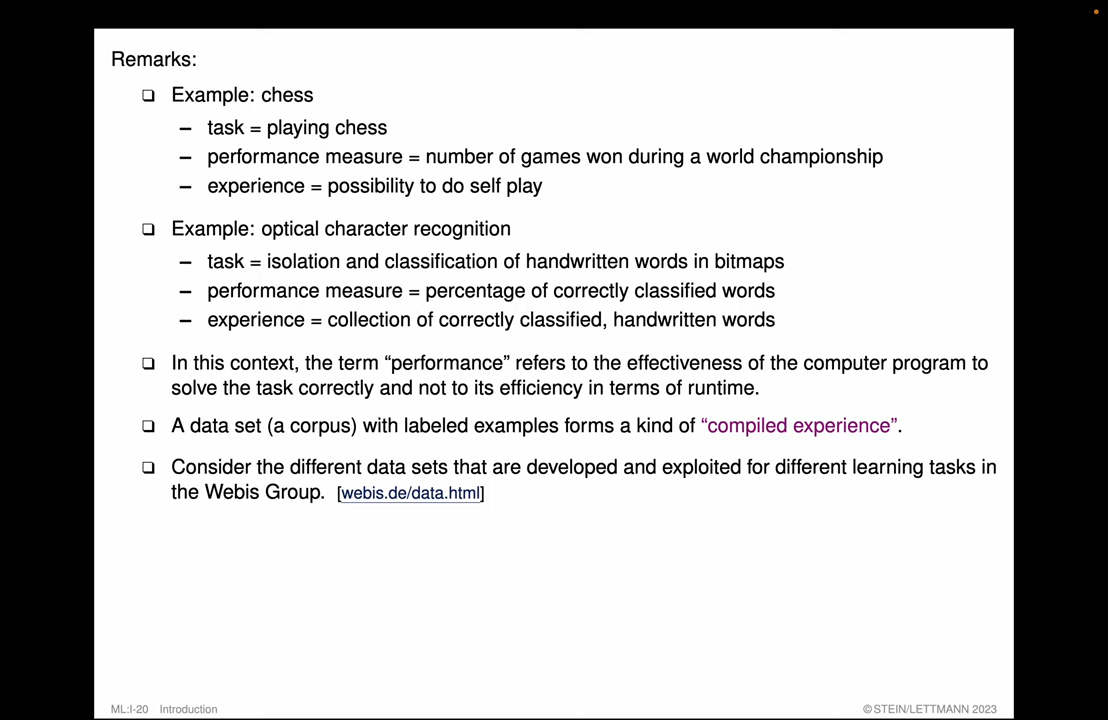 Remarks:
❑ Example: chess
– task = playing chess
– performance measure = number of games won during a world championship
– experience = possibility to do self play
❑ Example: optical character recognition
– task = isolation and classification of handwritten words in bitmaps
– performance measure = percentage of correctly classified words
– experience = collection of correctly classified, handwritten words
❑ In this context, the term “performance” refers to the effectiveness of the computer program to
solve the task correctly and not to its efficiency in terms of runtime.
❑ A data set (a corpus) with labeled examples forms a kind of “compiled experience”.
❑ Consider the different data sets that are developed and exploited for different learning tasks in
the Webis Group. [webis.de/data.html]
ML:I-20 Introduction ©STEIN/LETTMANN 2023